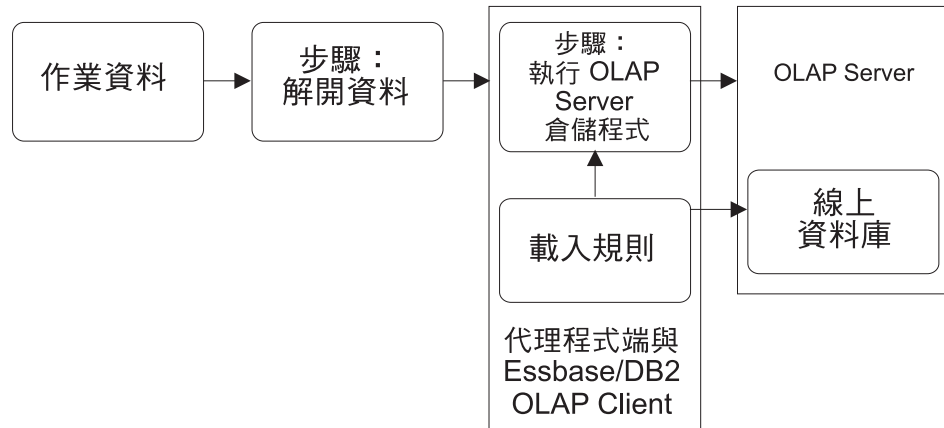 作業資料
步驟：
解開資料
步驟：
執行 OLAP
Server
倉儲程式
OLAP Server
載入規則
線上
資料庫
代理程式端與
Essbase/DB2
OLAP Client